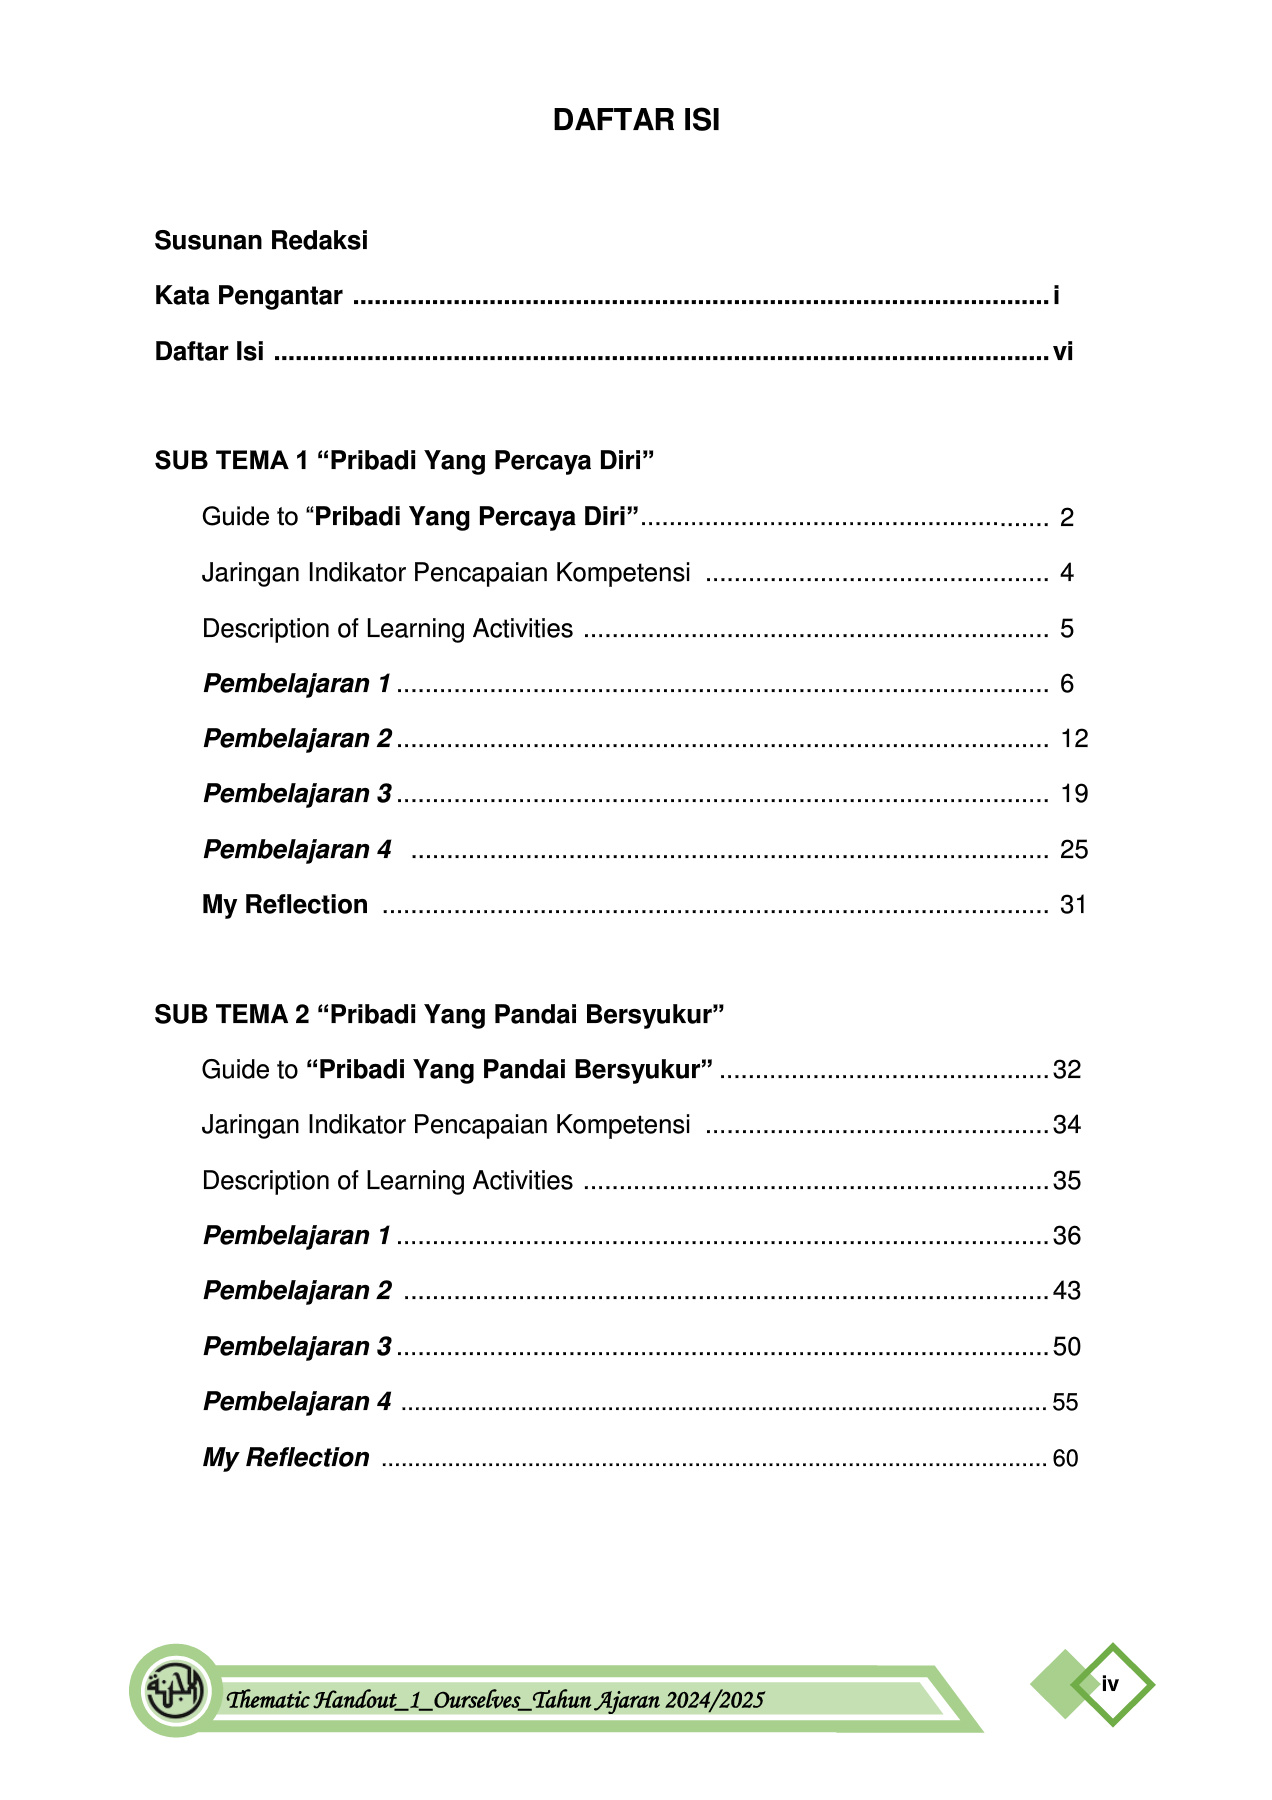 DAFTAR ISI
Susunan Redaksi
Kata Pengantar ................................................................................................. i
Daftar Isi ............................................................................................................ vi
SUB TEMA 1 “Pribadi Yang Percaya Diri”
Guide to “Pribadi Yang Percaya Diri”......................................................... 2
Jaringan Indikator Pencapaian Kompetensi ................................................ 4
Description of Learning Activities ................................................................. 5
Pembelajaran 1 ........................................................................................... 6
Pembelajaran 2 ........................................................................................... 12
Pembelajaran 3 ........................................................................................... 19
Pembelajaran 4 ......................................................................................... 25
My Reflection ............................................................................................. 31
SUB TEMA 2 “Pribadi Yang Pandai Bersyukur”
Guide to “Pribadi Yang Pandai Bersyukur” .............................................. 32
Jaringan Indikator Pencapaian Kompetensi ................................................ 34
Description of Learning Activities ................................................................. 35
Pembelajaran 1 ........................................................................................... 36
Pembelajaran 2 .......................................................................................... 43
Pembelajaran 3 ........................................................................................... 50
Pembelajaran 4 .................................................................................................. 55
My Reflection ..................................................................................................... 60
Thematic Handout_1_Ourselves_Tahun Ajaran 2024/2025
iv